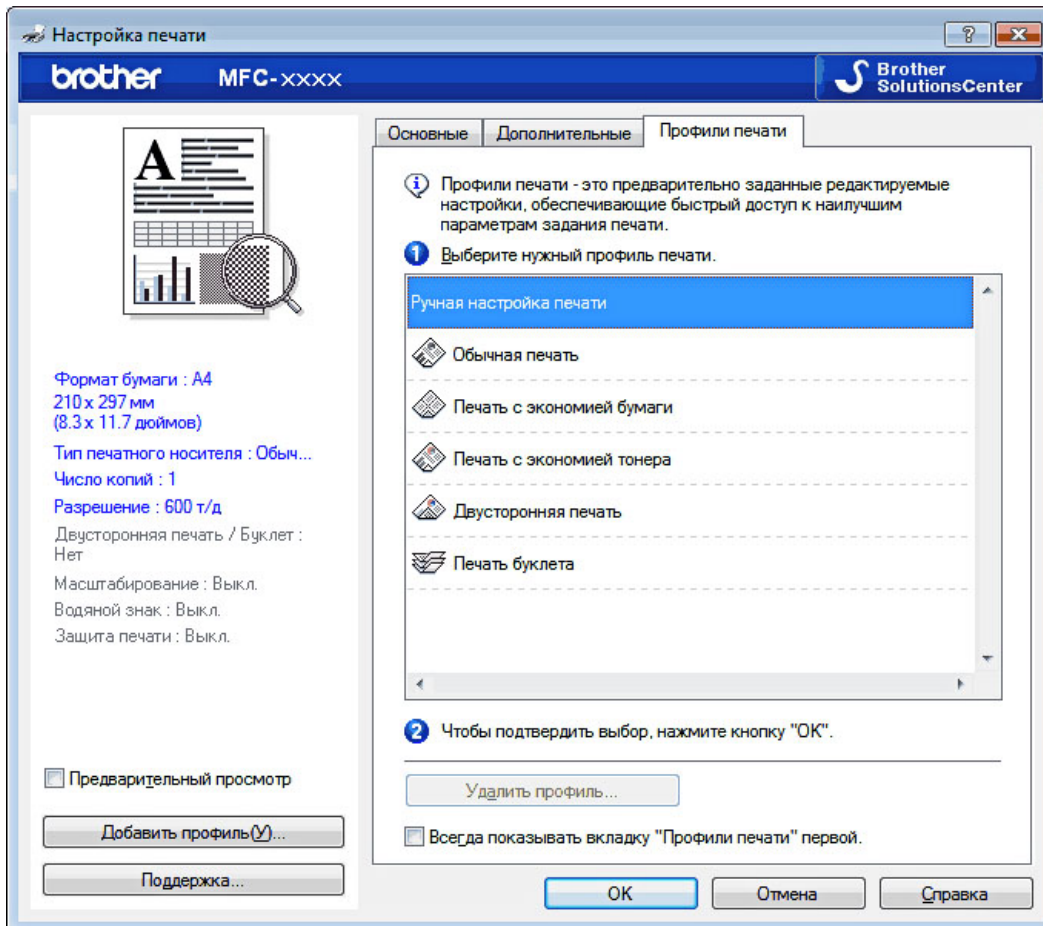 Настройка печати
brother MFC-xxxx
Brother
SolutionsCenter
Основные Дополнительные Профили печати
A
Профили печати - это предварительно заданные редактируемые
настройки, обеспечивающие быстрый доступ к наилучшим
параметрам задания печати.
1 Выберите нужный профиль печати.
Ручная настройка печати
Обычная печать
Печать с экономией бумаги
Печать с экономией тонера
Двусторонняя печать
Печать буклета
2 Чтобы подтвердить выбор, нажмите кнопку "ОК".
Удалить профиль...
Всегда показывать вкладку "Профили печати" первой.
Формат бумаги : A4
210 x 297 мм
(8.3 x 11.7 дюймов)
Тип печатного носителя : Обыч...
Число копий : 1
Разрешение : 600 т/д
Двусторонняя печать / Буклет :
Нет
Масштабирование : Выкл.
Водяной знак : Выкл.
Защита печати : Выкл.
Предварительный просмотр
Добавить профиль(У)...
Поддержка...
ОК Отмена Справка